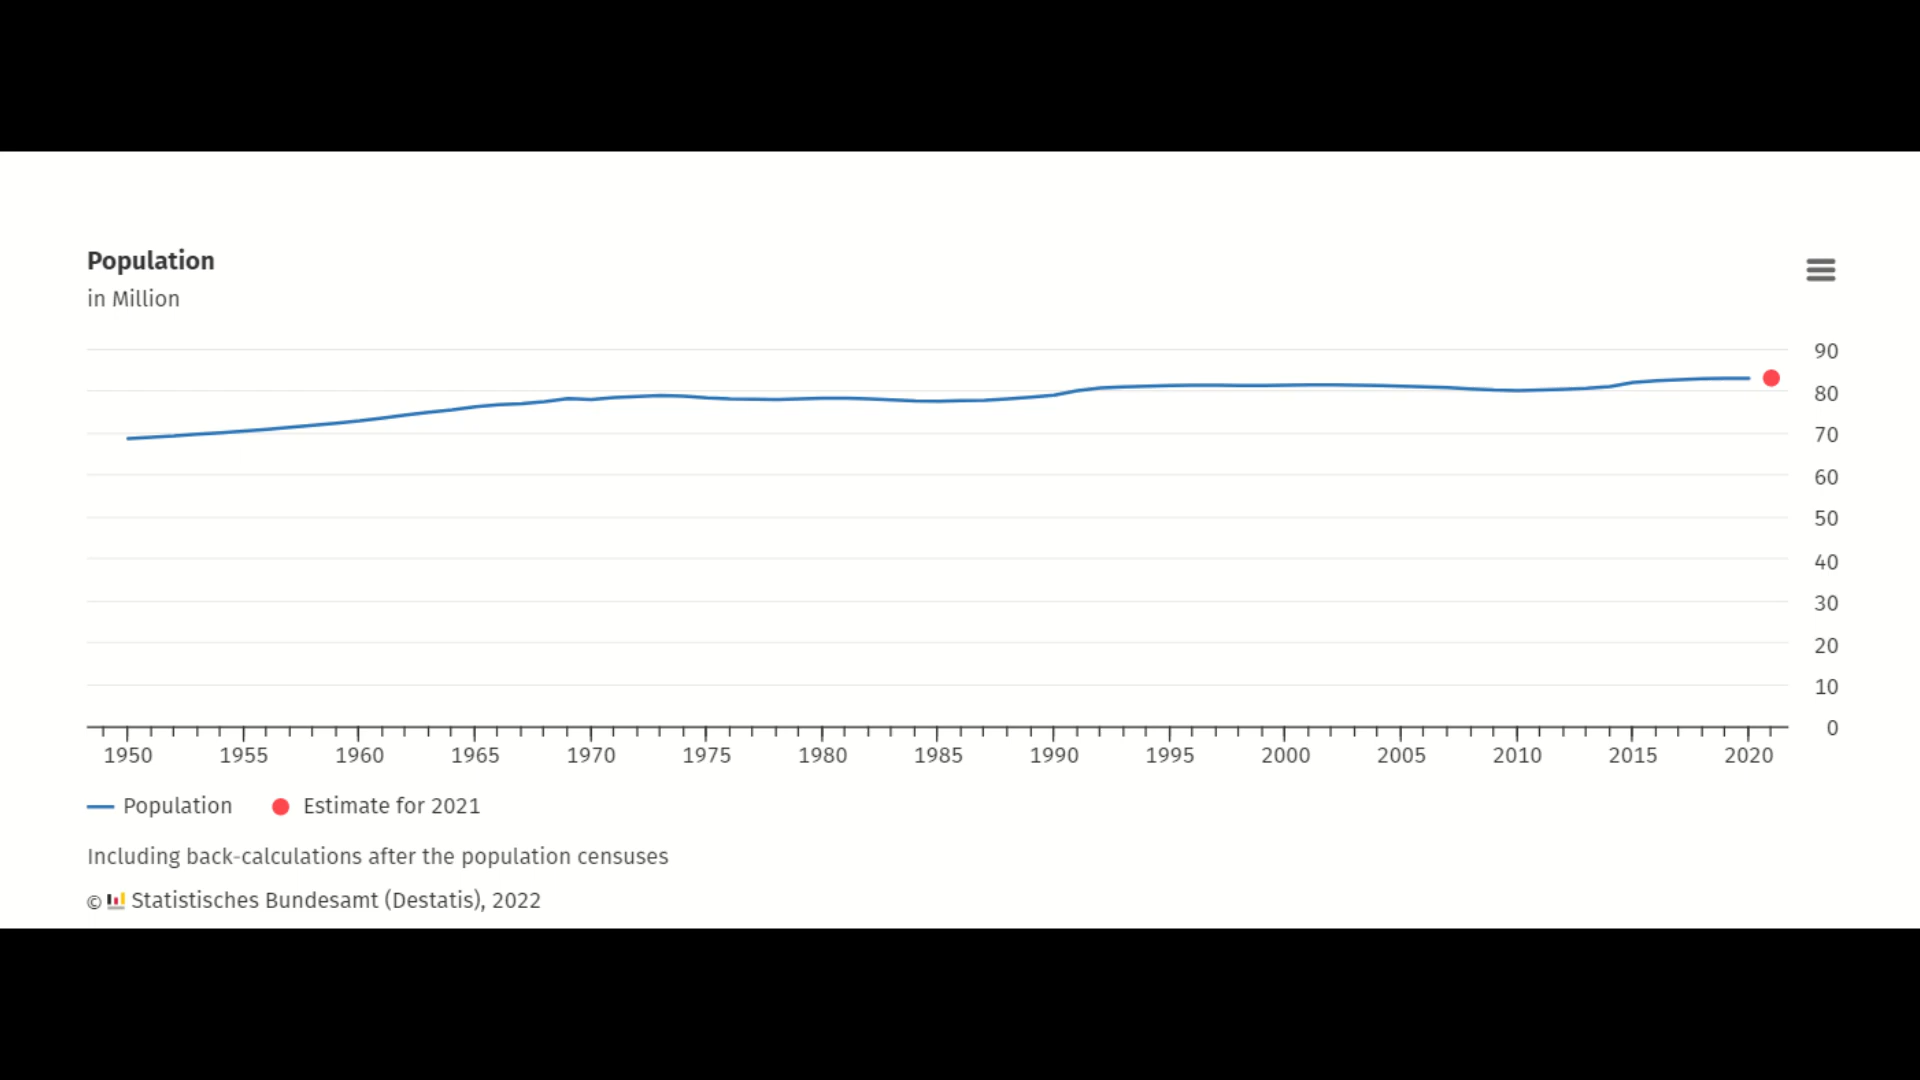 Population
in Million
90
80
70
60
50
40
30
20
10
0
1950 1955 1960 1965 1970 1975 1980 1985 1990 1995 2000 2005 2010 2015 2020
Population Estimate for 2021
Including back-calculations after the population censuses
© Statistisches Bundesamt (Destatis), 2022